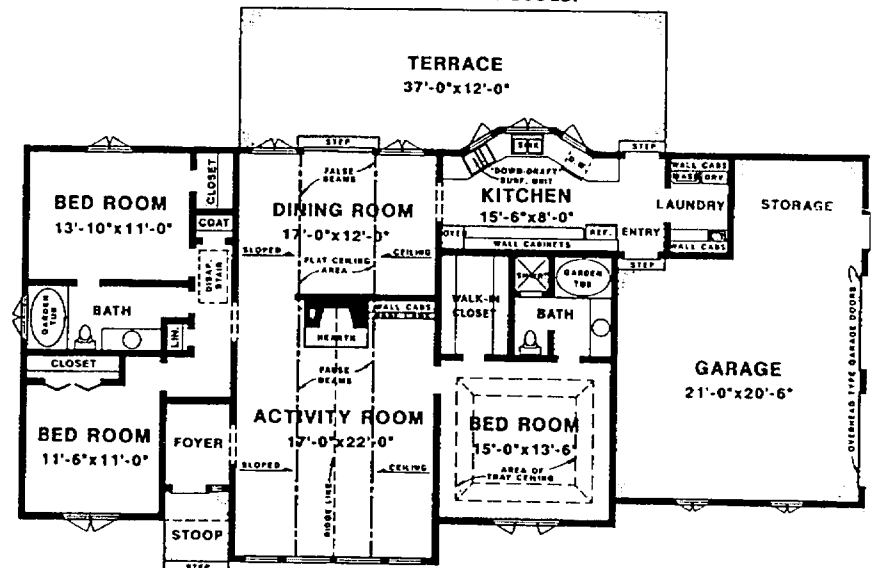 TERRACE
37'-0"x12'-0"
STEP
STEP
CLOSET
BED ROOM
13'-10"x11'-0"
COAT
DISAP.
STAIR
FALSE
BEAMS
DINING ROOM
17'-0"x12'-0"
SLOPED
CEILING
FLAT CEILING
AREA
SINK
D.W.
"DOWN-DRAFT"
SURF. UNIT
KITCHEN
15'-6"x8'-0"
OVEN
REF.
WALL CABINETS
ENTRY
STEP
WALL CABS
WASH
DRY
LAUNDRY
WALL CABS
STORAGE
GARDEN
TUB
BATH
LIN.
WALL CABS
HEARTH
WALK-IN
CLOSET
SHWR
GARDEN
TUB
BATH
CLOSET
BED ROOM
11'-6"x11'-0"
FOYER
FALSE
BEAMS
ACTIVITY ROOM
17'-0"x22'-0"
SLOPED
CEILING
RIDGE LINE
BED ROOM
15'-0"x13'-6"
AREA OF
TRAY CEILING
GARAGE
21'-0"x20'-6"
OVERHEAD TYPE GARAGE DOORS
STOOP
STEP